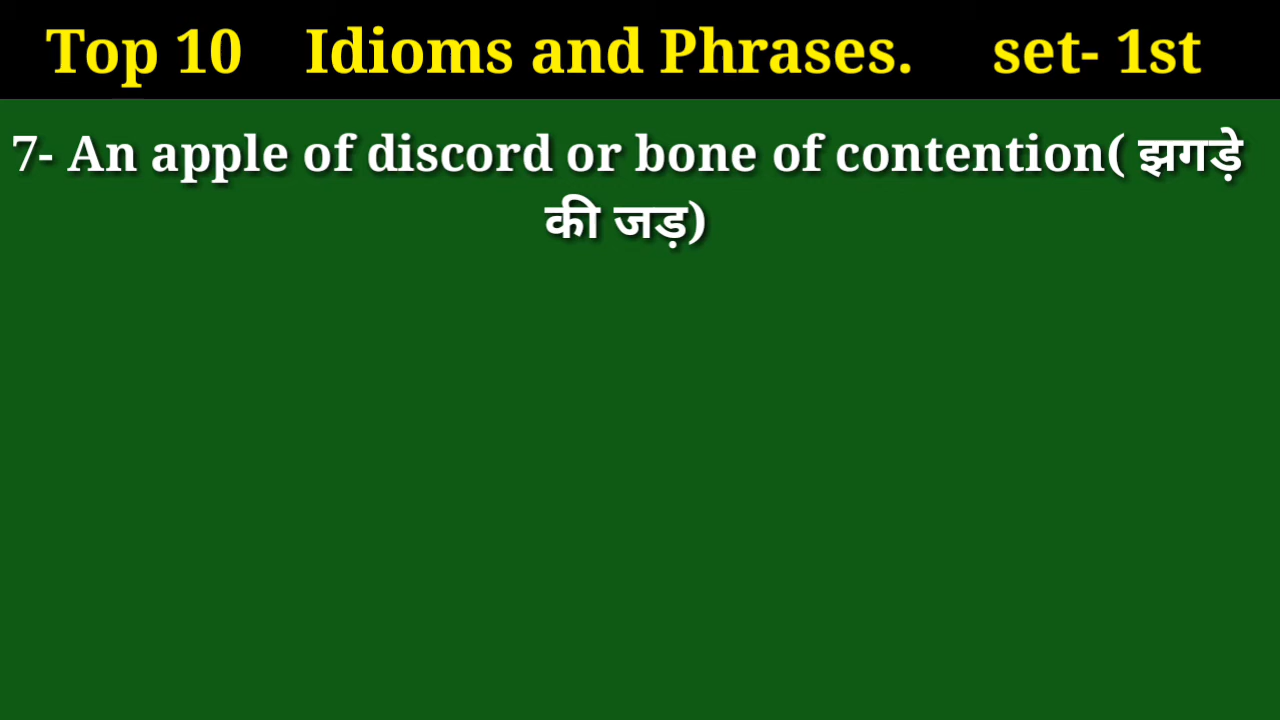 Top 10 Idioms and Phrases. set- 1st
7- An apple of discord or bone of contention( झगड़े
की जड़)